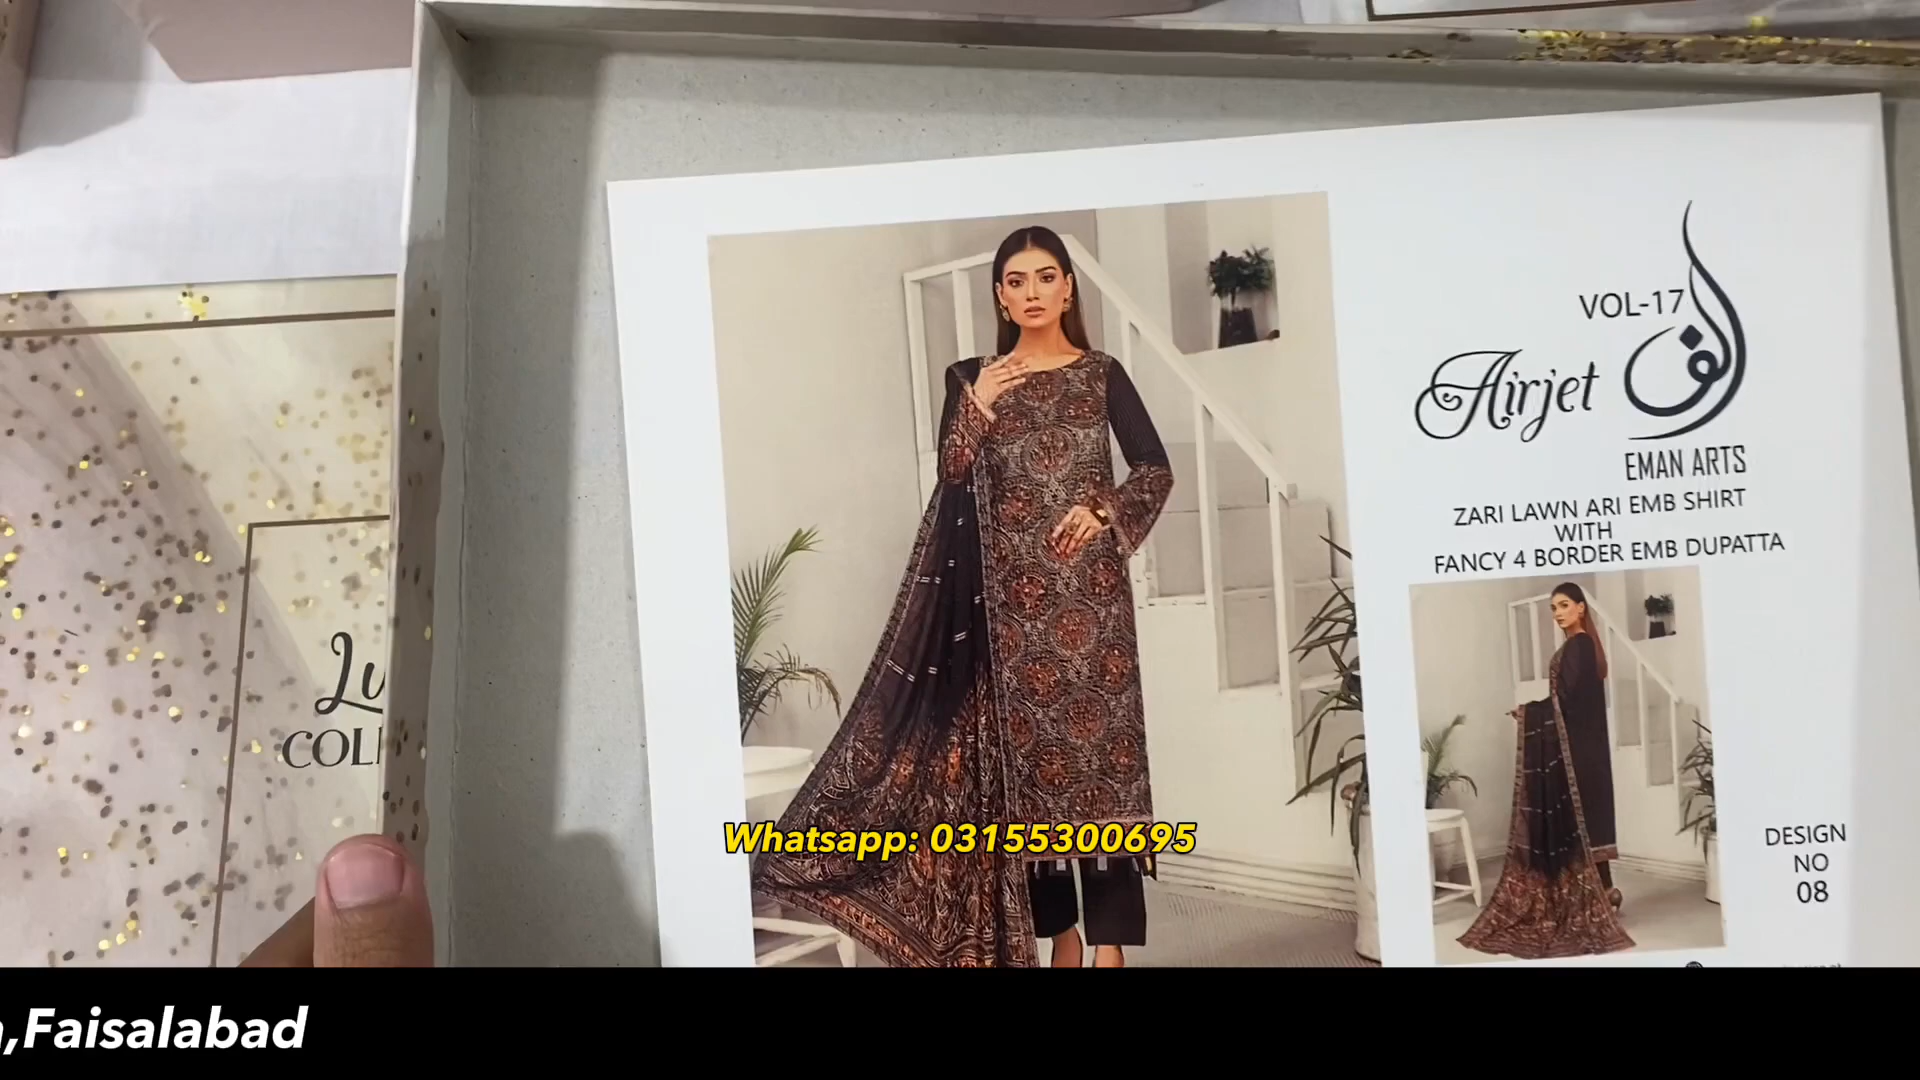 VOL-17
Airjet
الف
EMAN ARTS
ZARI LAWN ARI EMB SHIRT
WITH
FANCY 4 BORDER EMB DUPATTA
DESIGN
NO
08
Whatsapp: 03155300695
,Faisalabad